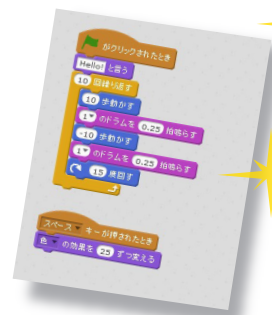 がクリックされたとき
Hello! と言う
10 回繰り返す
10 歩動かす
1▼ のドラムを 0.25 拍鳴らす
-10 歩動かす
1▼ のドラムを 0.25 拍鳴らす
15 度回す
スペース▼ キーが押されたとき
色▼ の効果を 25 ずつ変える